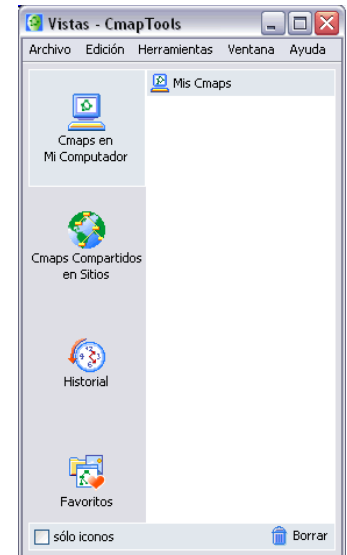 Vistas - CmapTools
Archivo Edición Herramientas Ventana Ayuda
Mis Cmaps
Cmaps en
Mi Computador
Cmaps Compartidos
en Sitios
Historial
Favoritos
sólo iconos
Borrar